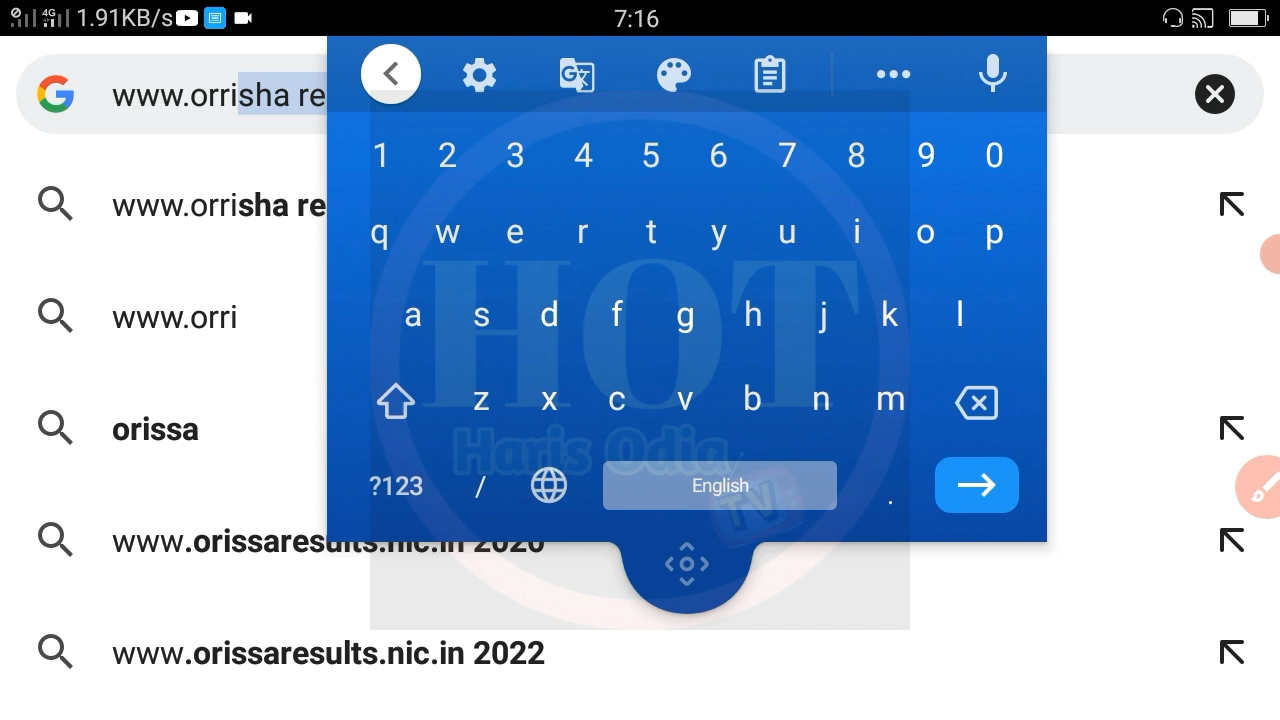 1.91KB/s 7:16
4G
www.orrisha re
www.orrisha re
www.orri
orissa
www.orissaresults.nic.in 2020
www.orissaresults.nic.in 2022
1 2 3 4 5 6 7 8 9 0
q w e r t y u i o p
a s d f g h j k l
z x c v b n m
?123 / English .
HOT
Haris Odia
TV